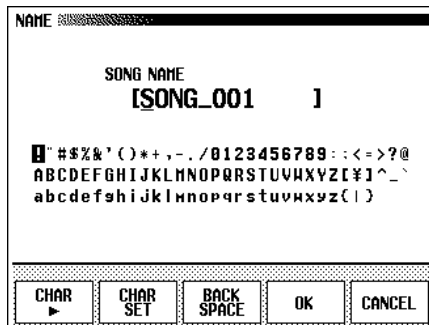 NAME
SONG NAME
[SONG_001 ]
!"#$%&'()*+,-./0123456789:;<=>?@
ABCDEFGHIJKLMNOPQRSTUVWXYZ[¥]^_`
abcdefghijklmnopqrstuvwxyz{|}
CHAR ►
CHAR SET
BACK SPACE
OK
CANCEL